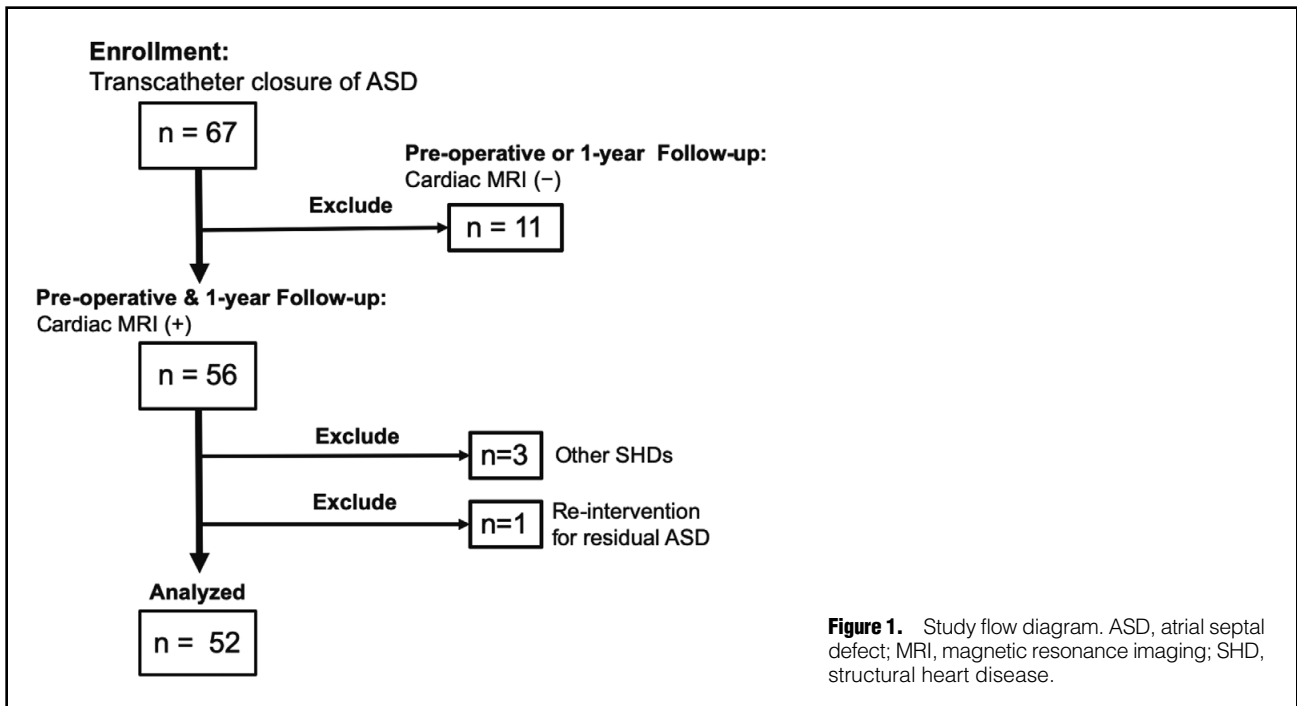 Enrollment:
Transcatheter closure of ASD
n = 67
Pre-operative or 1-year Follow-up:
Cardiac MRI (−)
Exclude
n = 11
Pre-operative & 1-year Follow-up:
Cardiac MRI (+)
n = 56
Exclude
n=3
Other SHDs
Exclude
n=1
Re-intervention
for residual ASD
Analyzed
n = 52
Figure 1. Study flow diagram. ASD, atrial septal
defect; MRI, magnetic resonance imaging; SHD,
structural heart disease.